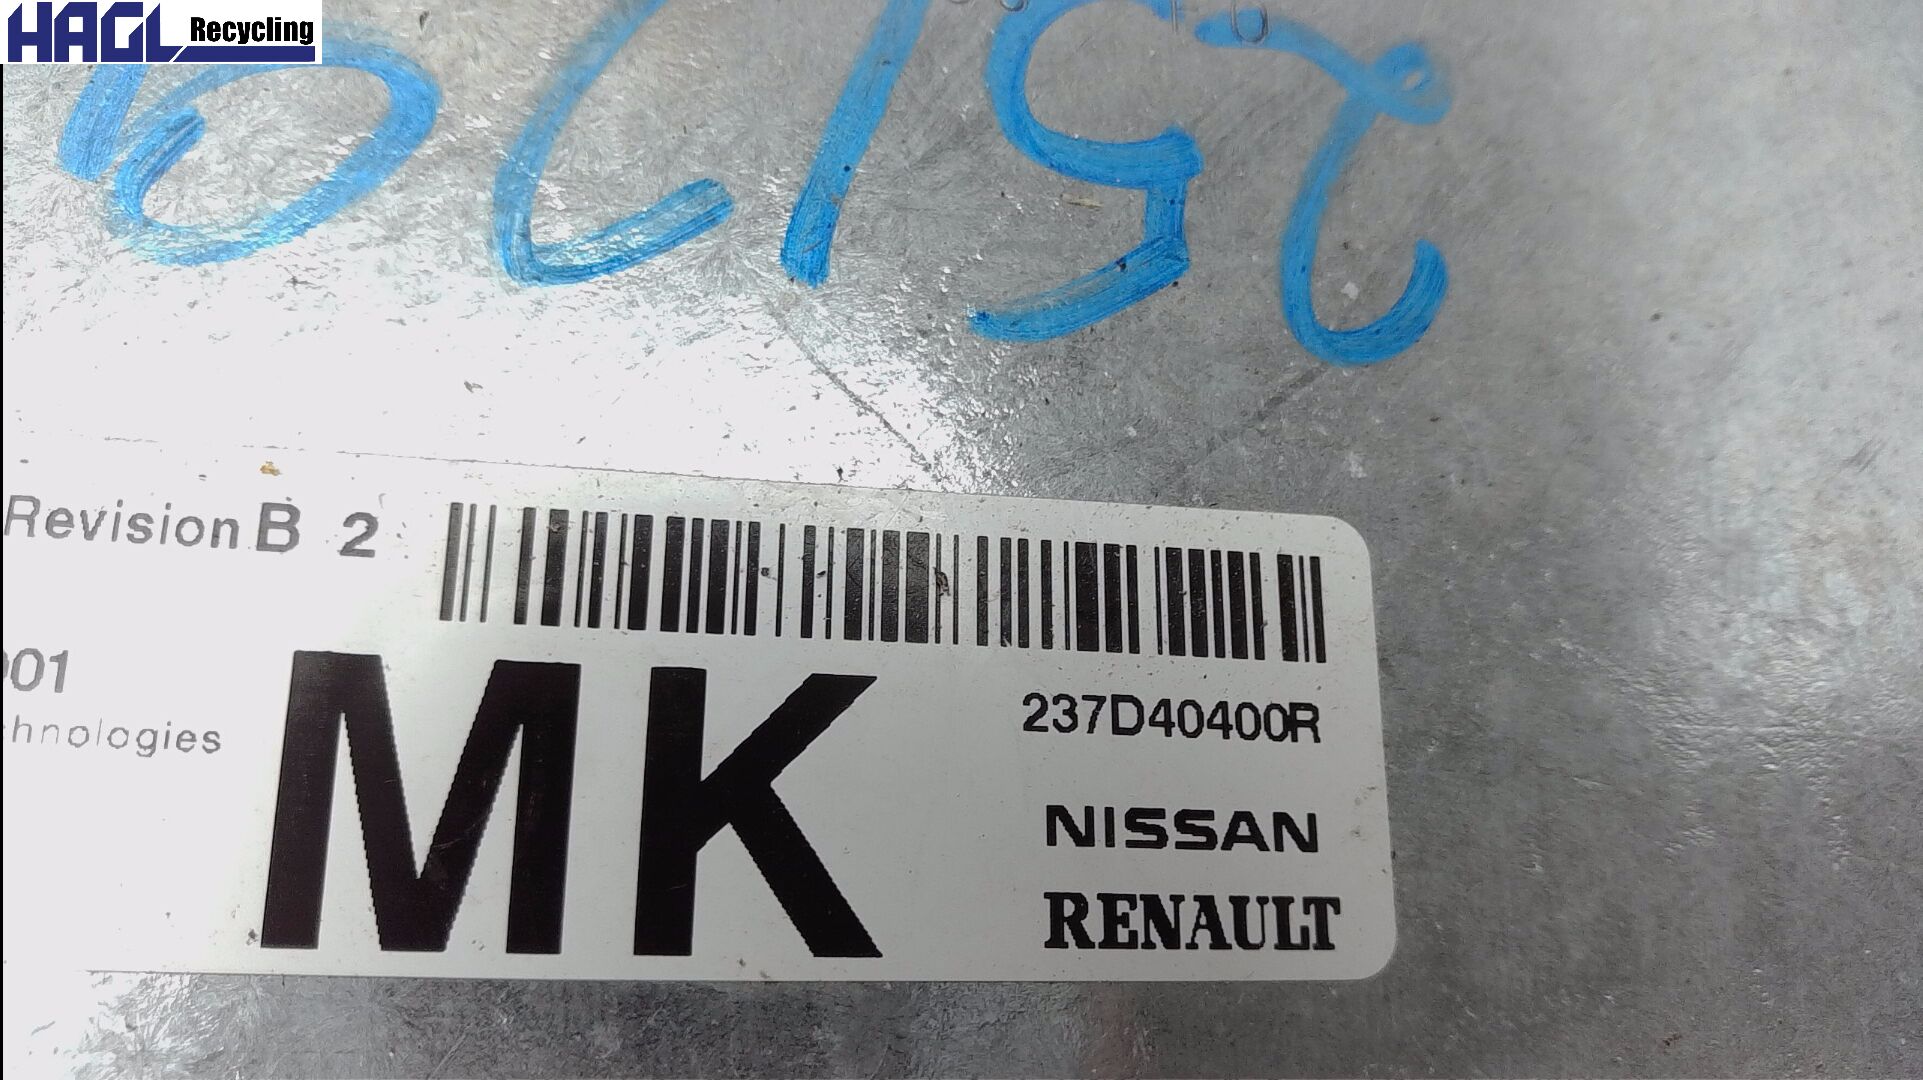 HAGL Recycling
Revision B 2
001
chnologies
MK
237D40400R
NISSAN
RENAULT